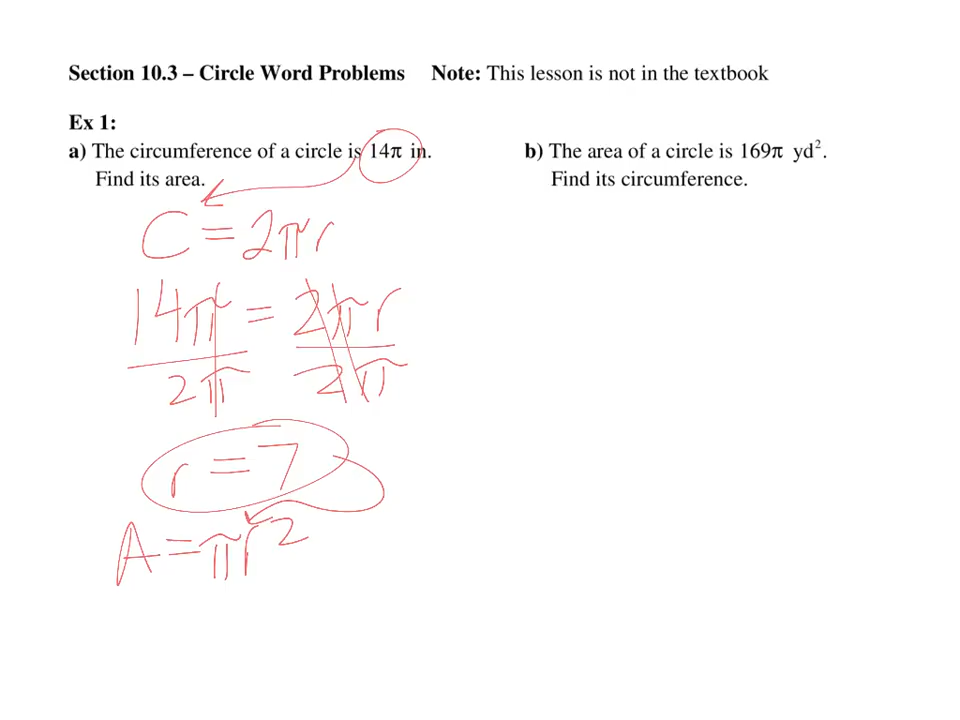 Section 10.3 – Circle Word Problems Note: This lesson is not in the textbook
Ex 1:
a) The circumference of a circle is 14π in.
Find its area.
C = 2πr
14π = 2πr
2π 2π
r = 7
A = πr²
b) The area of a circle is 169π yd².
Find its circumference.